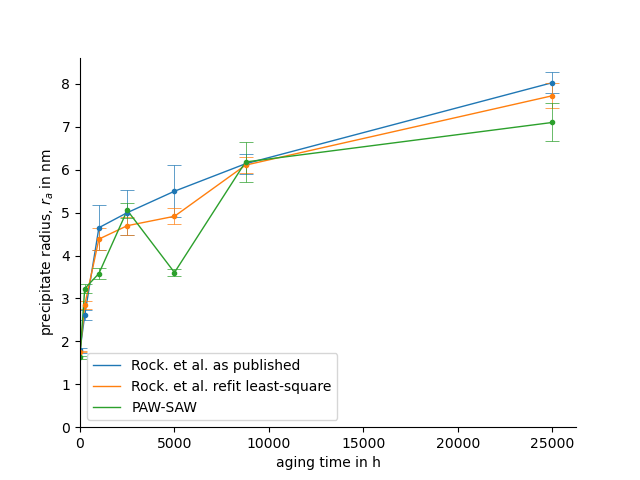 8
7
6
5
4
3
2
1
0
precipitate radius, rₐ in nm
Rock. et al. as published
Rock. et al. refit least-square
PAW-SAW
0 5000 10000 15000 20000 25000
aging time in h